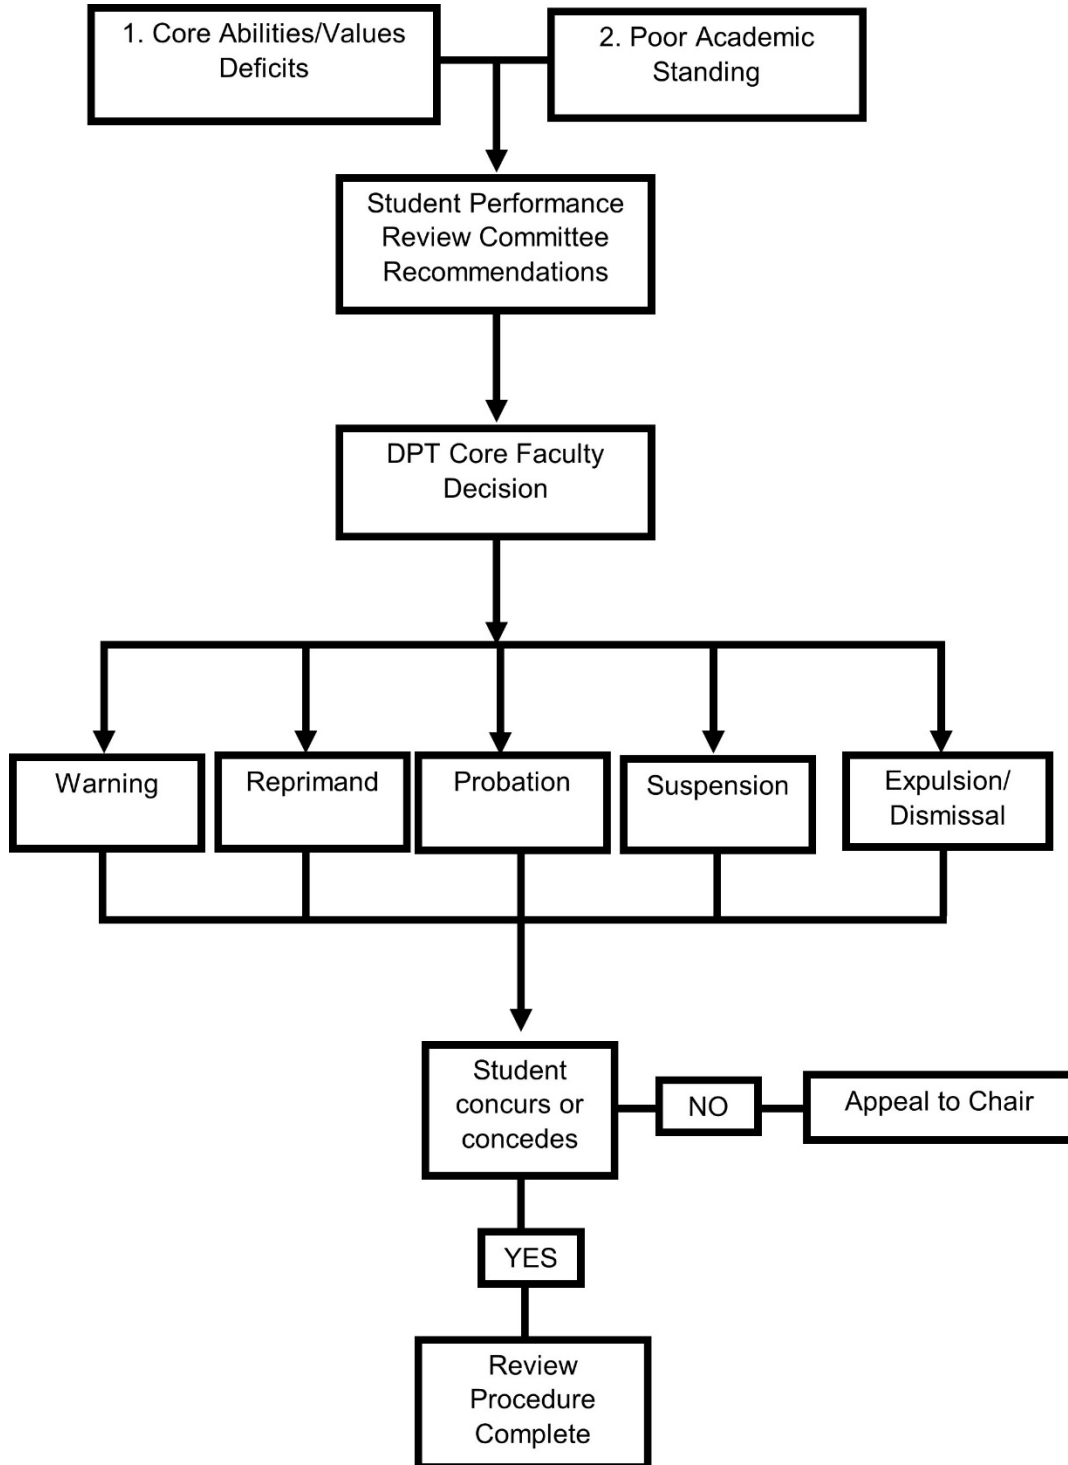 1. Core Abilities/Values
Deficits
2. Poor Academic
Standing
Student Performance
Review Committee
Recommendations
DPT Core Faculty
Decision
Warning
Reprimand
Probation
Suspension
Expulsion/
Dismissal
Student
concurs or
concedes
NO
Appeal to Chair
YES
Review
Procedure
Complete